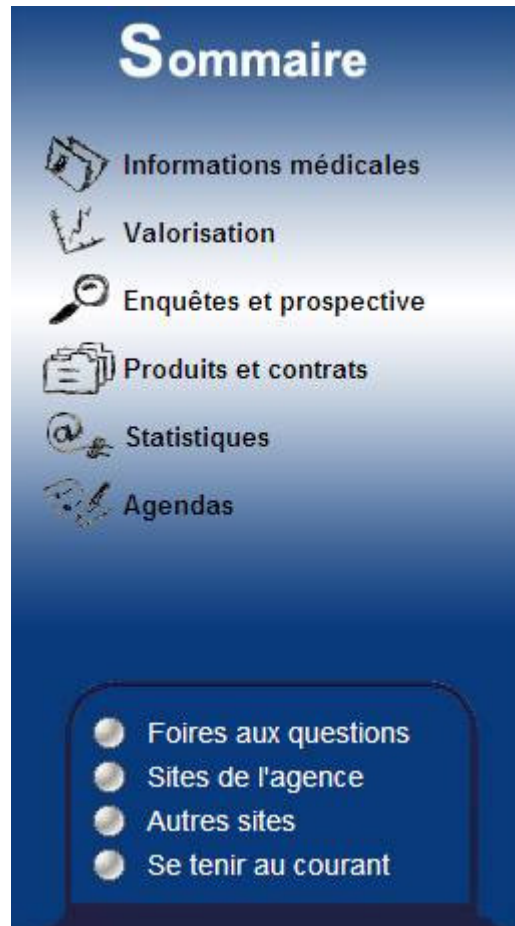 Sommaire
Informations médicales
Valorisation
Enquêtes et prospective
Produits et contrats
Statistiques
Agendas
Foires aux questions
Sites de l'agence
Autres sites
Se tenir au courant